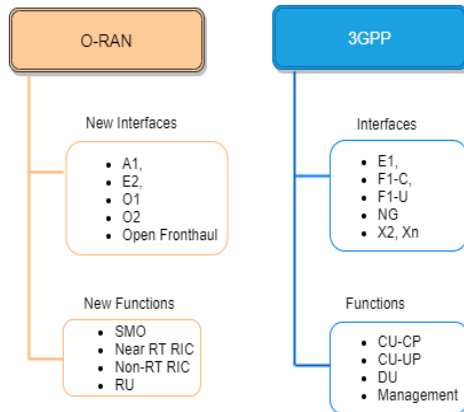 O-RAN
New Interfaces
• A1,
• E2,
• O1
• O2
• Open Fronthaul
New Functions
• SMO
• Near RT RIC
• Non-RT RIC
• RU
3GPP
Interfaces
• E1,
• F1-C,
• F1-U
• NG
• X2, Xn
Functions
• CU-CP
• CU-UP
• DU
• Management